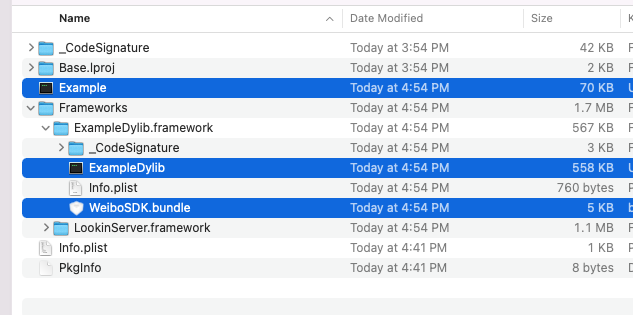 Name Date Modified Size
_CodeSignature Today at 3:54 PM 42 KB F
Base.lproj Today at 3:54 PM 2 KB F
Example Today at 4:54 PM 70 KB U
Frameworks Today at 4:54 PM 1.7 MB F
ExampleDylib.framework Today at 4:54 PM 567 KB F
_CodeSignature Today at 4:54 PM 3 KB F
ExampleDylib Today at 4:54 PM 558 KB U
Info.plist Today at 4:54 PM 760 bytes P
WeiboSDK.bundle Today at 4:54 PM 5 KB b
LookinServer.framework Today at 4:54 PM 1.1 MB F
Info.plist Today at 4:41 PM 1 KB P
PkgInfo Today at 4:41 PM 8 bytes D